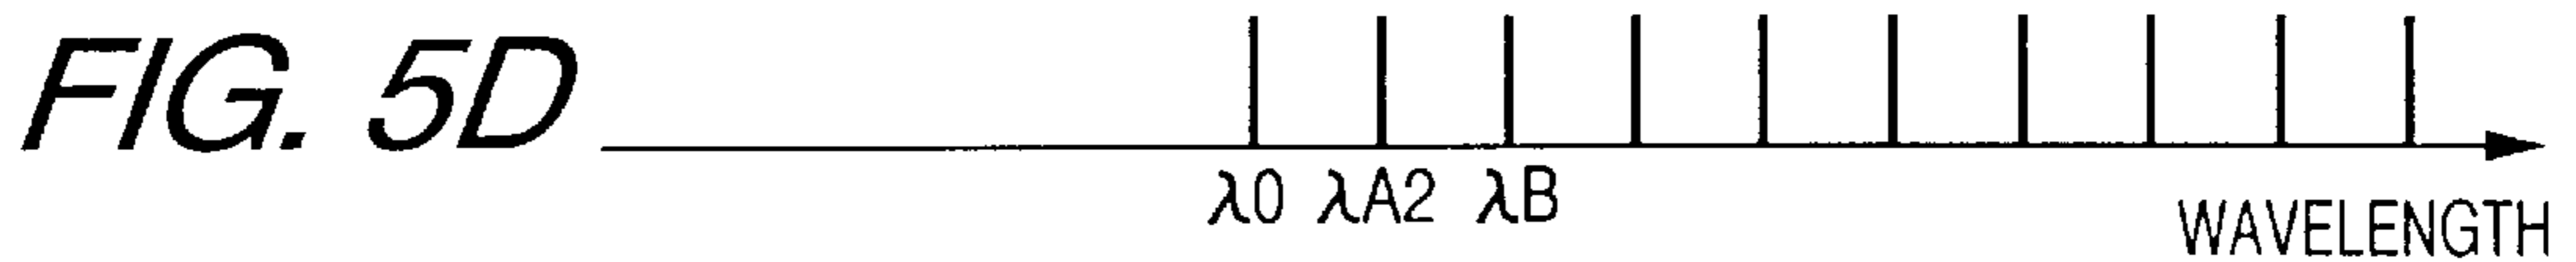 FIG. 5D
λ0 λA2 λB
WAVELENGTH